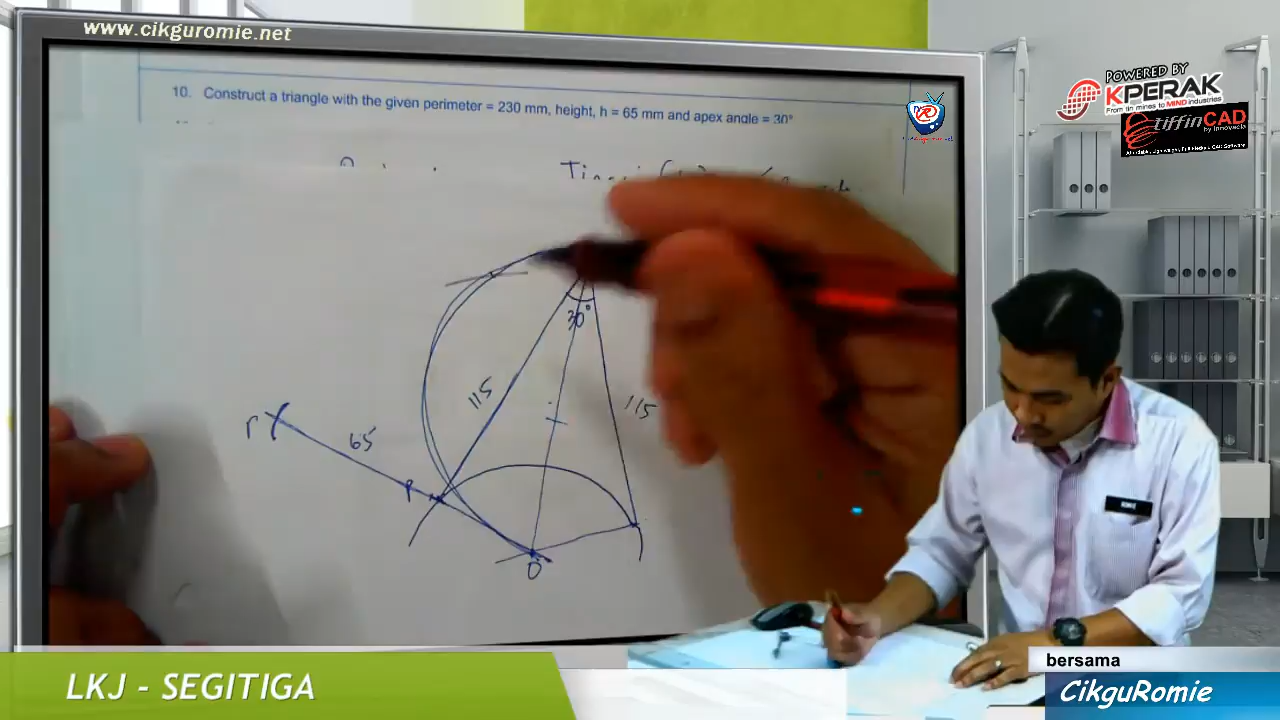 www.cikguromie.net
10. Construct a triangle with the given perimeter = 230 mm, height, h = 65 mm and apex angle = 30°
POWERED BY
KPERAK
From tin mines to MIND industries
tiffinCAD
by Innovacia
30°
115
115
r
65
P
O
LKJ - SEGITIGA
bersama
CikguRomie